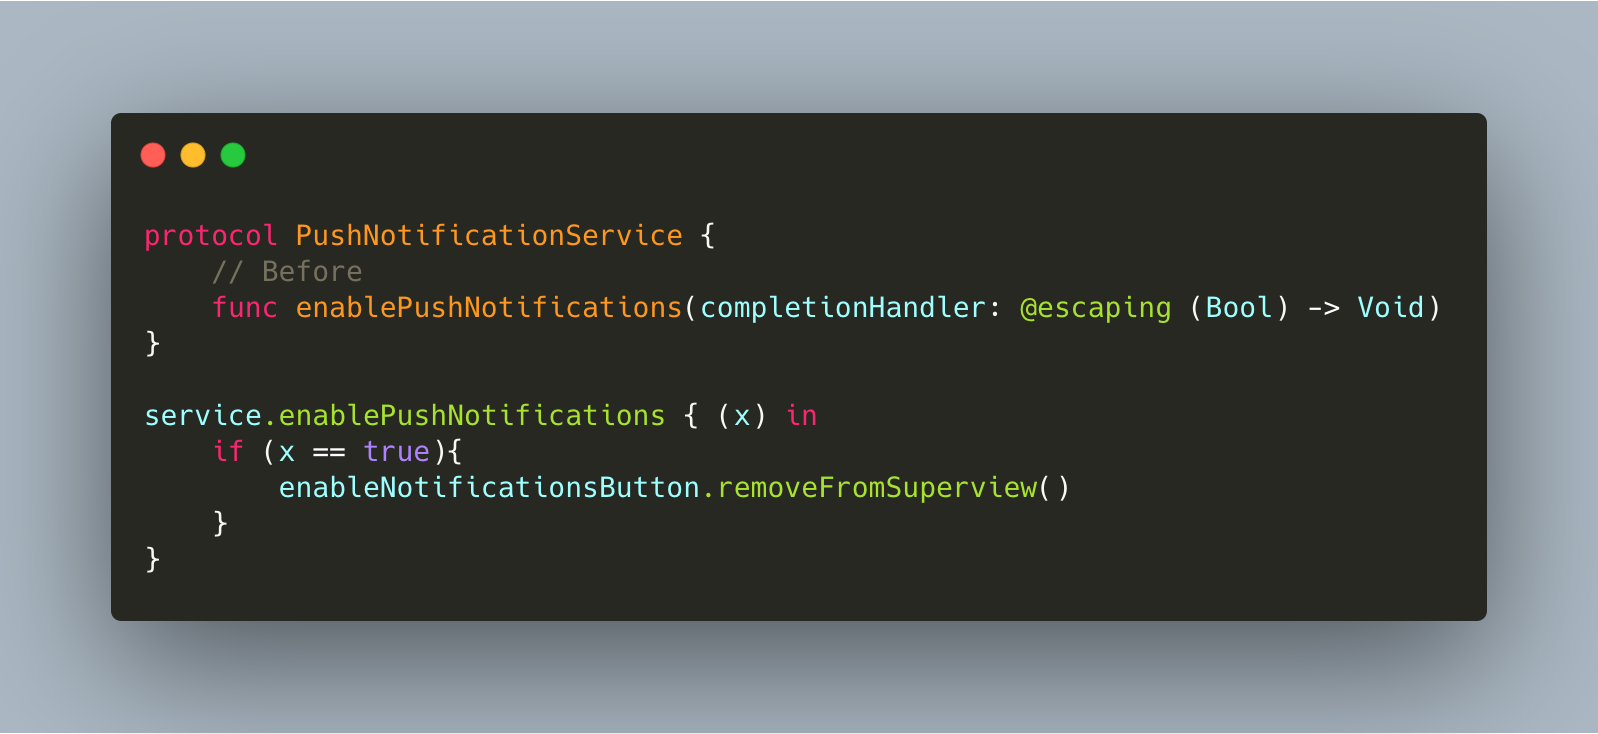 protocol PushNotificationService {
    // Before
    func enablePushNotifications(completionHandler: @escaping (Bool) -> Void)
}
service.enablePushNotifications { (x) in
    if (x == true){
        enableNotificationsButton.removeFromSuperview()
    }
}